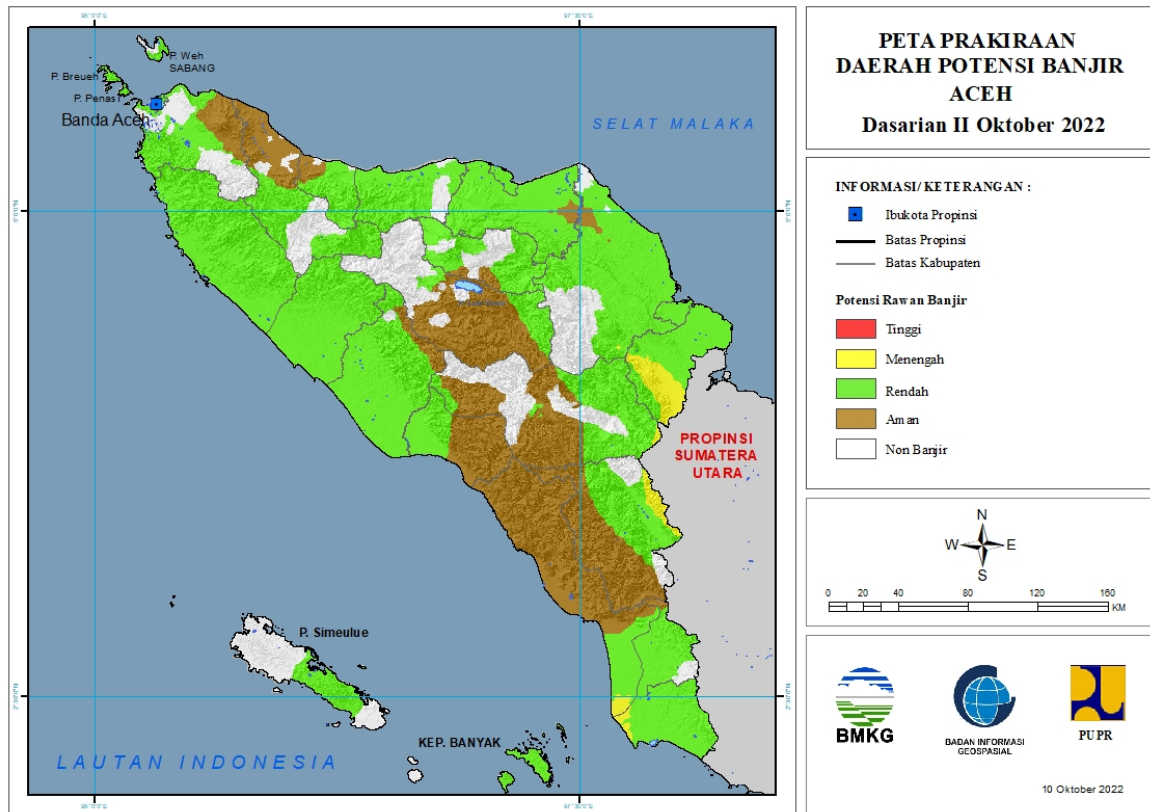 PETA PRAKIRAAN
DAERAH POTENSI BANJIR
ACEH
Dasarian II Oktober 2022
INFORMASI/ KETERANGAN :
Ibukota Propinsi
Batas Propinsi
Batas Kabupaten
Potensi Rawan Banjir
Tinggi
Menengah
Rendah
Aman
Non Banjir
N
W E
S
0 20 40 80 120 160
KM
BMKG
BADAN INFORMASI
GEOSPASIAL
PUPR
10 Oktober 2022
P. Weh
SABANG
P. Breueh
P. Penasi
Banda Aceh
SELAT MALAKA
PROPINSI
SUMATERA
UTARA
P. Simeulue
KEP. BANYAK
LAUTAN INDONESIA